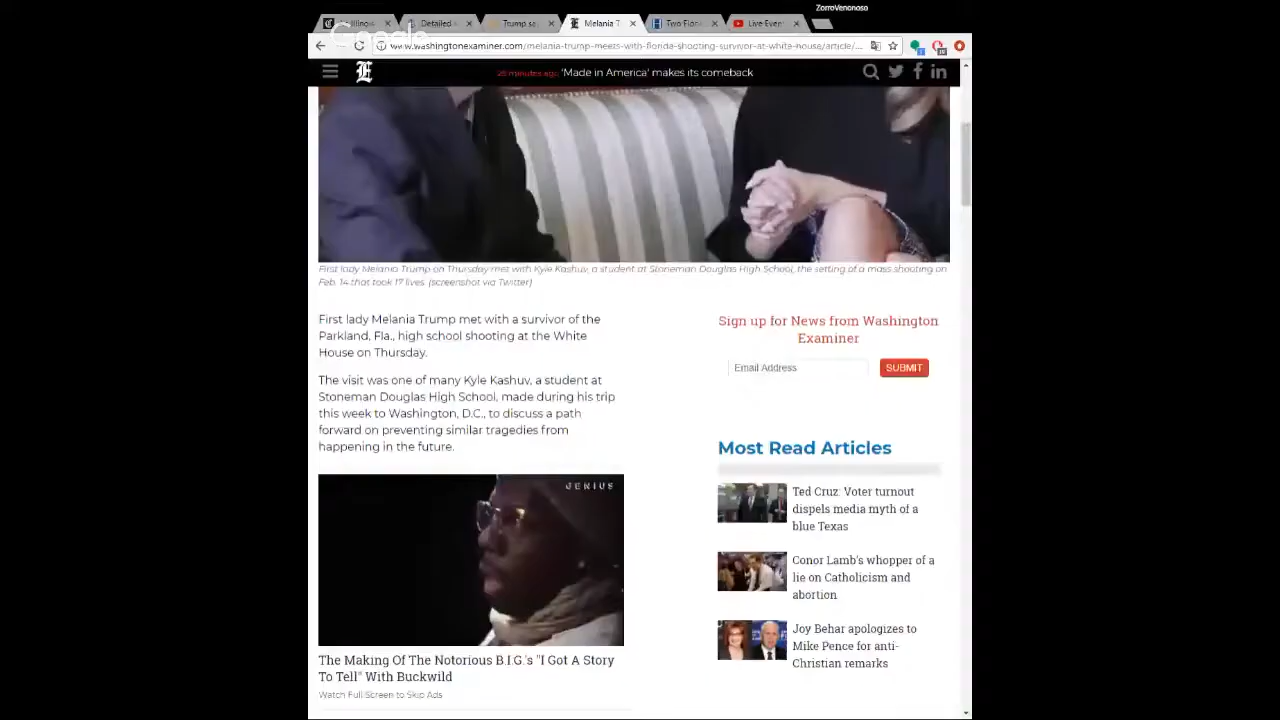 ZorroVenonoso
Detailed
Trump s
Melania T
Two Flor
Live Even
Google
www.washingtonexaminer.com/melania-trump-meets-with-florida-shooting-survivor-at-white-house/article/...
E
26 minutes ago 'Made in America' makes its comeback
First lady Melania Trump on Thursday met with Kyle Kashuv, a student at Stoneman Douglas High School, the setting of a mass shooting on
Feb. 14 that took 17 lives. (screenshot via Twitter)
First lady Melania Trump met with a survivor of the
Parkland, Fla., high school shooting at the White
House on Thursday.
The visit was one of many Kyle Kashuv, a student at
Stoneman Douglas High School, made during his trip
this week to Washington, D.C., to discuss a path
forward on preventing similar tragedies from
happening in the future.
GENIUS
The Making Of The Notorious B.I.G.'s "I Got A Story
To Tell" With Buckwild
Watch Full Screen to Skip Ads
Sign up for News from Washington
Examiner
Email Address
SUBMIT
Most Read Articles
Ted Cruz: Voter turnout
dispels media myth of a
blue Texas
Conor Lamb's whopper of a
lie on Catholicism and
abortion
Joy Behar apologizes to
Mike Pence for anti-
Christian remarks